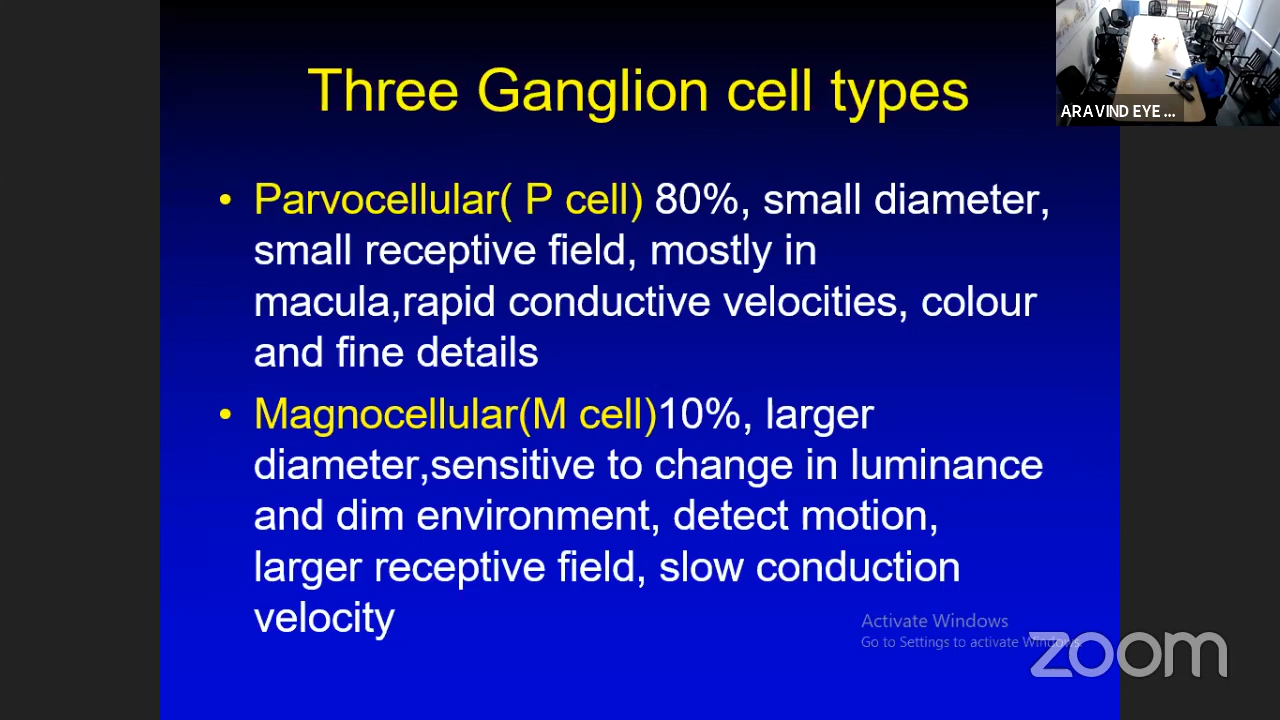 Three Ganglion cell types
ARAVIND EYE ...
• Parvocellular( P cell) 80%, small diameter,
small receptive field, mostly in
macula,rapid conductive velocities, colour
and fine details
• Magnocellular(M cell)10%, larger
diameter,sensitive to change in luminance
and dim environment, detect motion,
larger receptive field, slow conduction
velocity
Activate Windows
Go to Settings to activate Windows.
zoom